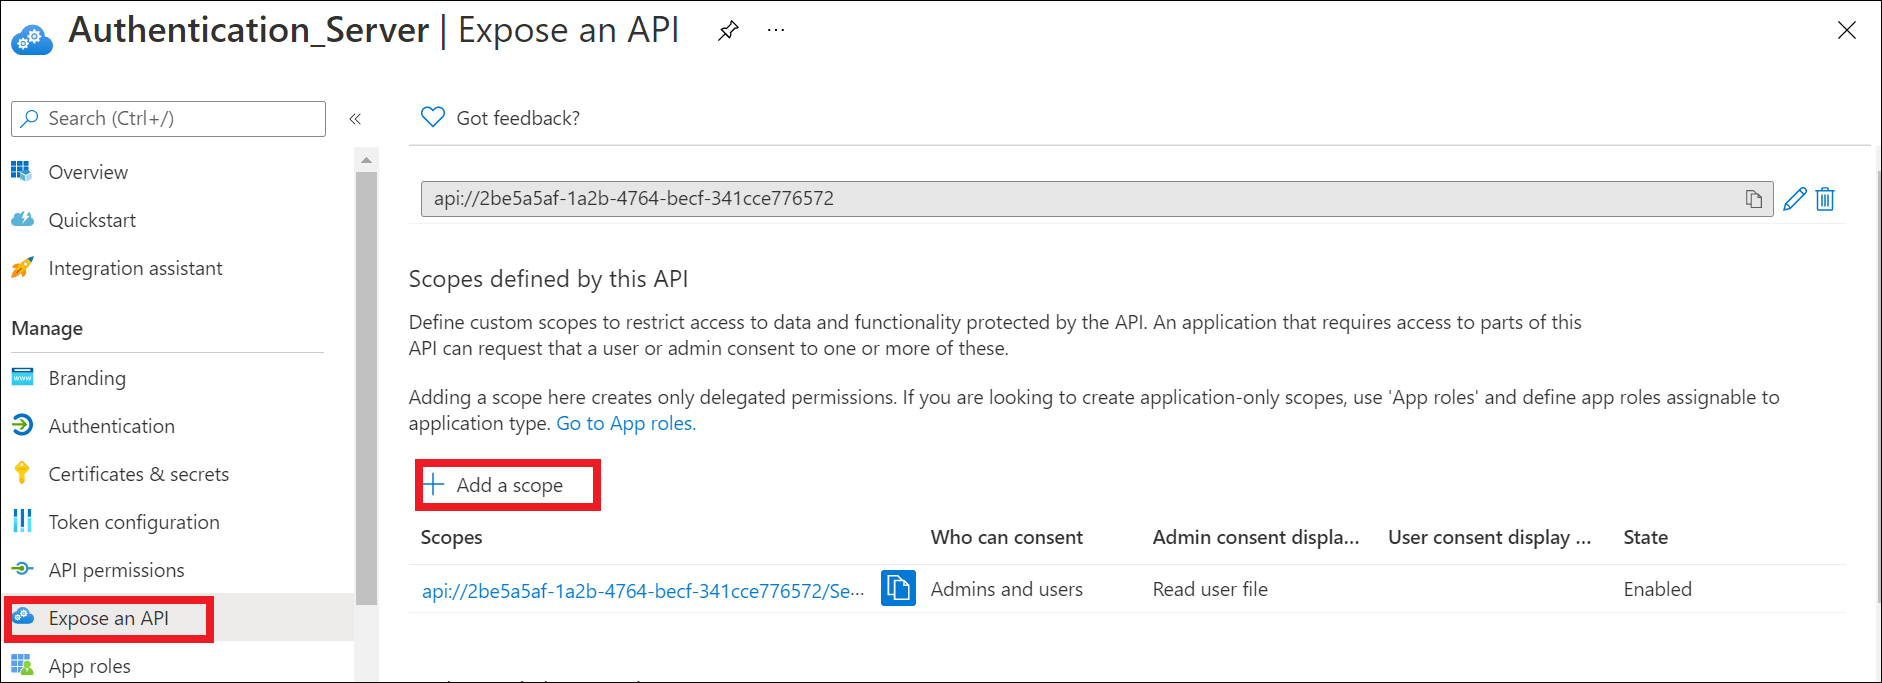 Authentication_Server | Expose an API
Search (Ctrl+/)
Overview
Quickstart
Integration assistant
Manage
Branding
www
Authentication
Certificates & secrets
Token configuration
API permissions
Expose an API
App roles
Got feedback?
api://2be5a5af-1a2b-4764-becf-341cce776572
Scopes defined by this API
Define custom scopes to restrict access to data and functionality protected by the API. An application that requires access to parts of this
API can request that a user or admin consent to one or more of these.
Adding a scope here creates only delegated permissions. If you are looking to create application-only scopes, use 'App roles' and define app roles assignable to
application type. Go to App roles.
Add a scope
Scopes Who can consent Admin consent displa... User consent display ... State
api://2be5a5af-1a2b-4764-becf-341cce776572/Se... Admins and users Read user file Enabled